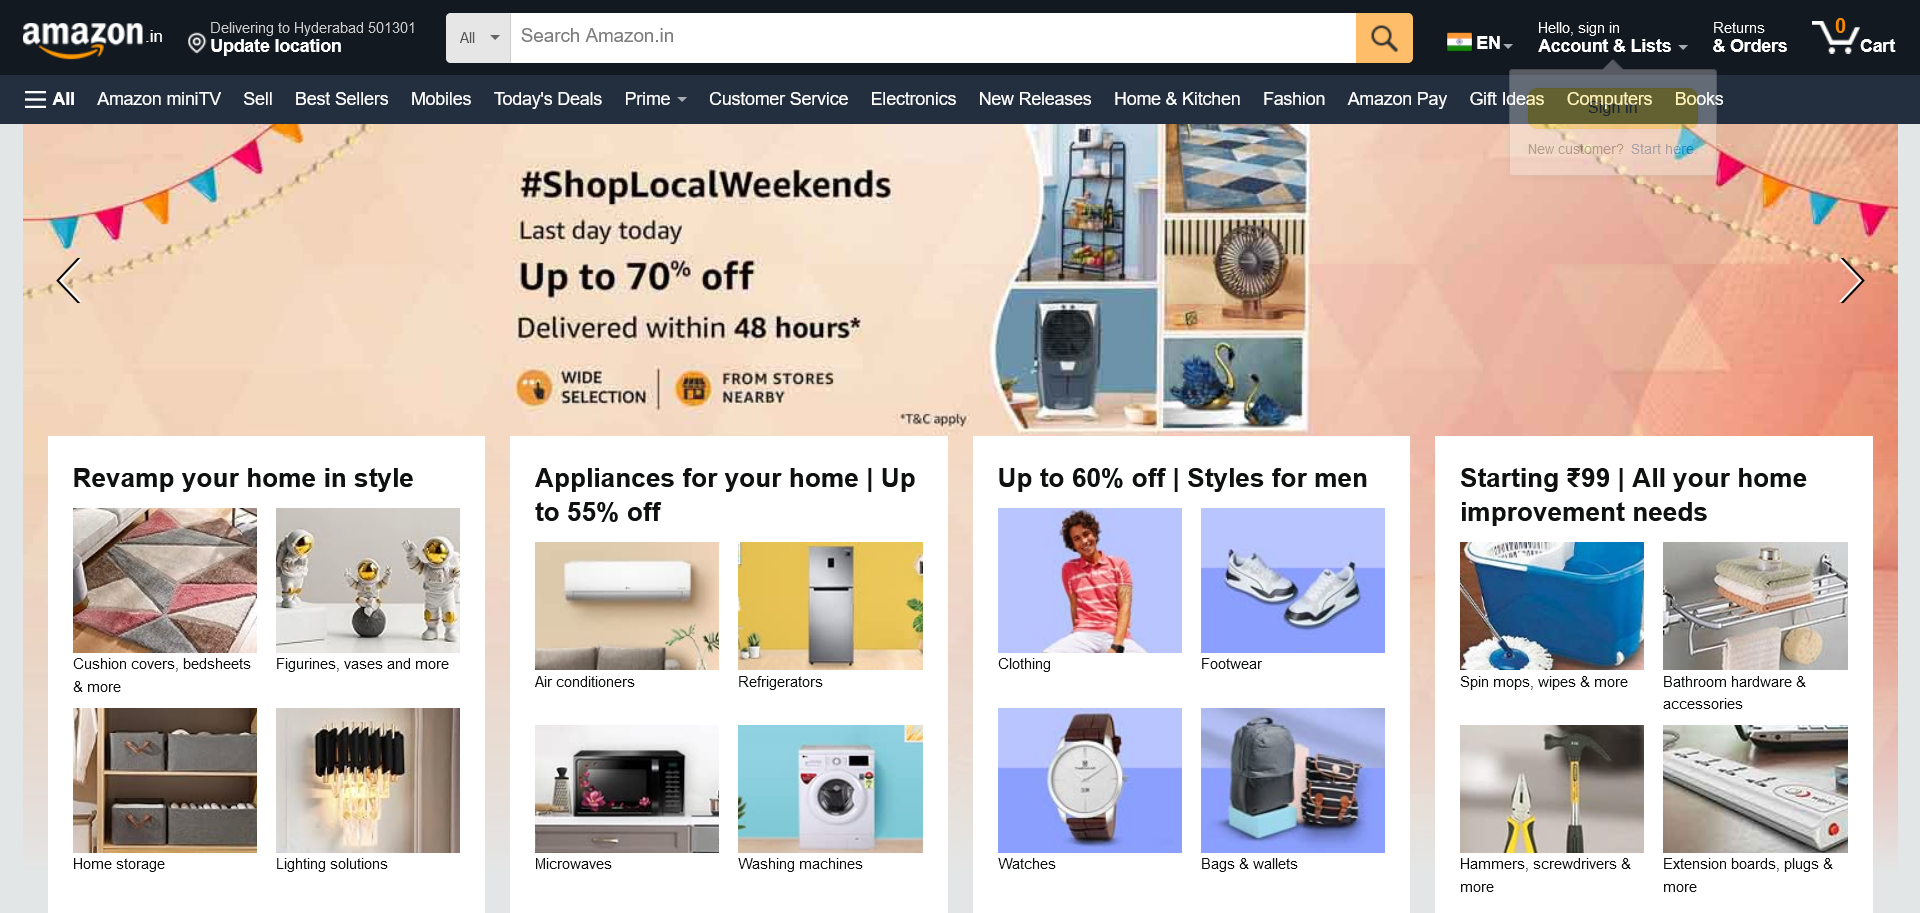 amazon.in
Delivering to Hyderabad 501301
Update location
All
Search Amazon.in
EN
Hello, sign in
Account & Lists
Returns
& Orders
0
Cart
All
Amazon miniTV
Sell
Best Sellers
Mobiles
Today's Deals
Prime
Customer Service
Electronics
New Releases
Home & Kitchen
Fashion
Amazon Pay
Gift Ideas
Computers
Books
Sign in
New customer? Start here.
#ShopLocalWeekends
Last day today
Up to 70% off
Delivered within 48 hours*
WIDE
SELECTION
FROM STORES
NEARBY
*T&C apply
Revamp your home in style
Cushion covers, bedsheets
& more
Figurines, vases and more
Home storage
Lighting solutions
Appliances for your home | Up
to 55% off
Air conditioners
Refrigerators
Microwaves
Washing machines
Up to 60% off | Styles for men
Clothing
Footwear
Watches
Bags & wallets
Starting ₹99 | All your home
improvement needs
Spin mops, wipes & more
Bathroom hardware &
accessories
Hammers, screwdrivers &
more
Extension boards, plugs &
more